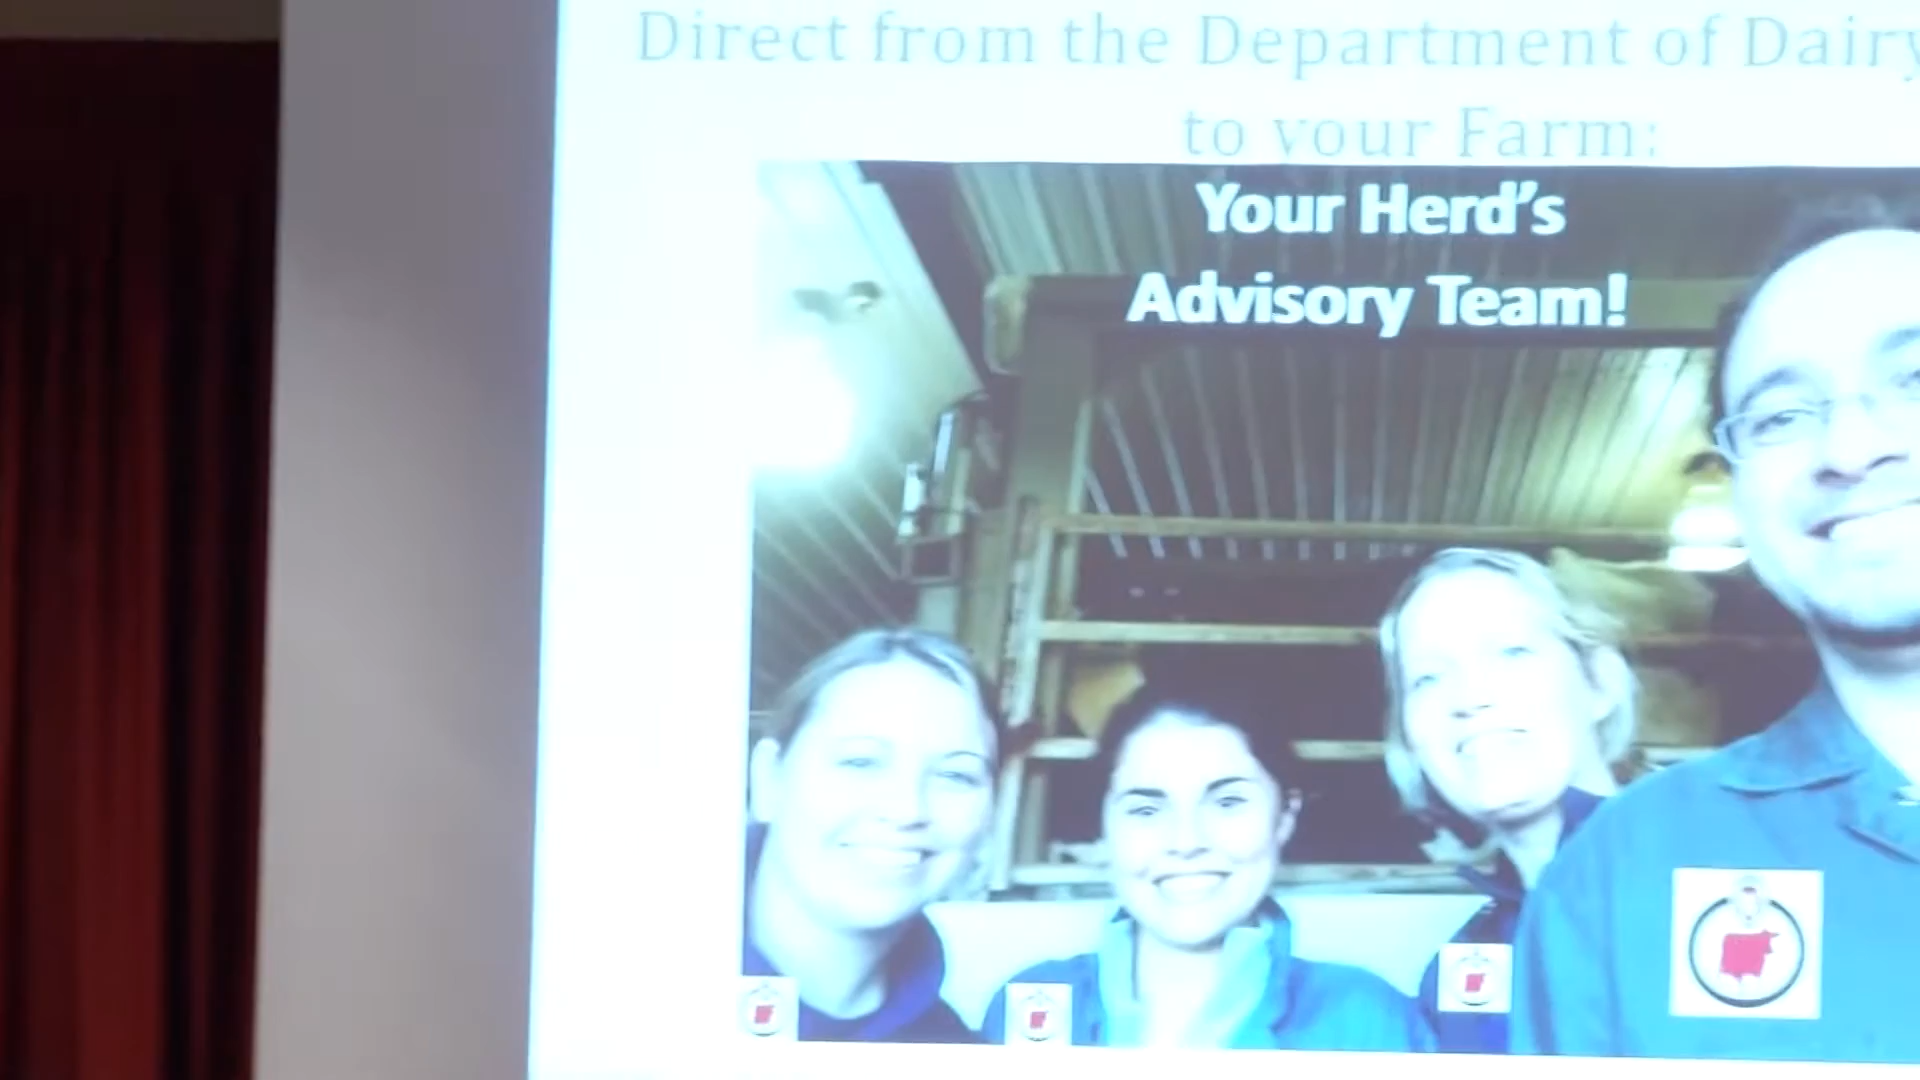 Direct from the Department of Dairy
to your Farm:
Your Herd's
Advisory Team!